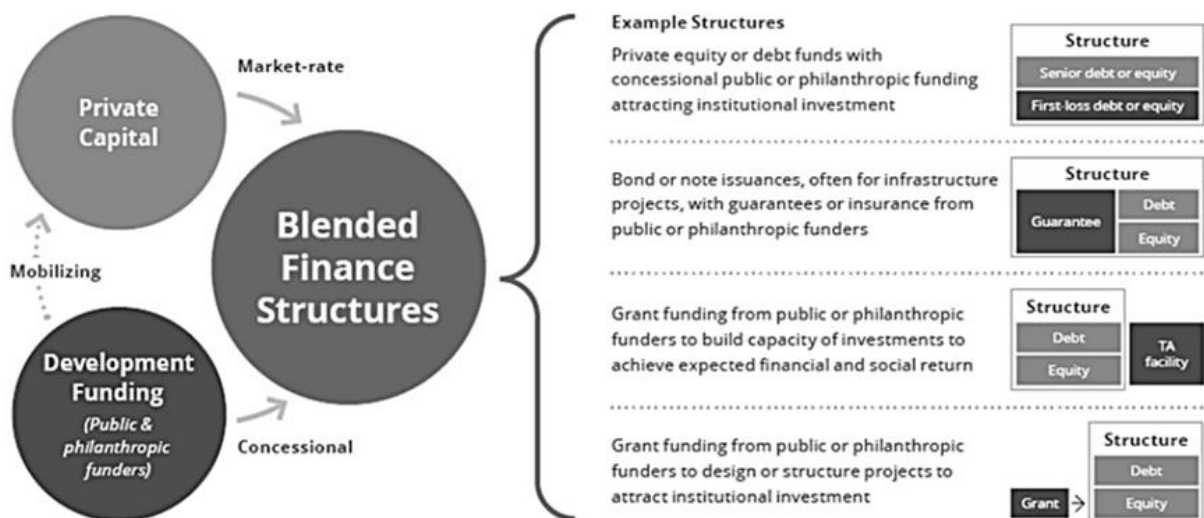 Private
Capital
Market-rate
Mobilizing
Blended
Finance
Structures
Development
Funding
(Public &
philanthropic
funders)
Concessional
Example Structures
Private equity or debt funds with
concessional public or philanthropic funding
attracting institutional investment
Structure
Senior debt or equity
First-loss debt or equity
Bond or note issuances, often for infrastructure
projects, with guarantees or insurance from
public or philanthropic funders
Structure
Guarantee
Debt
Equity
Grant funding from public or philanthropic
funders to build capacity of investments to
achieve expected financial and social return
Structure
Debt
Equity
TA
facility
Grant funding from public or philanthropic
funders to design or structure projects to
attract institutional investment
Structure
Debt
Grant
Equity